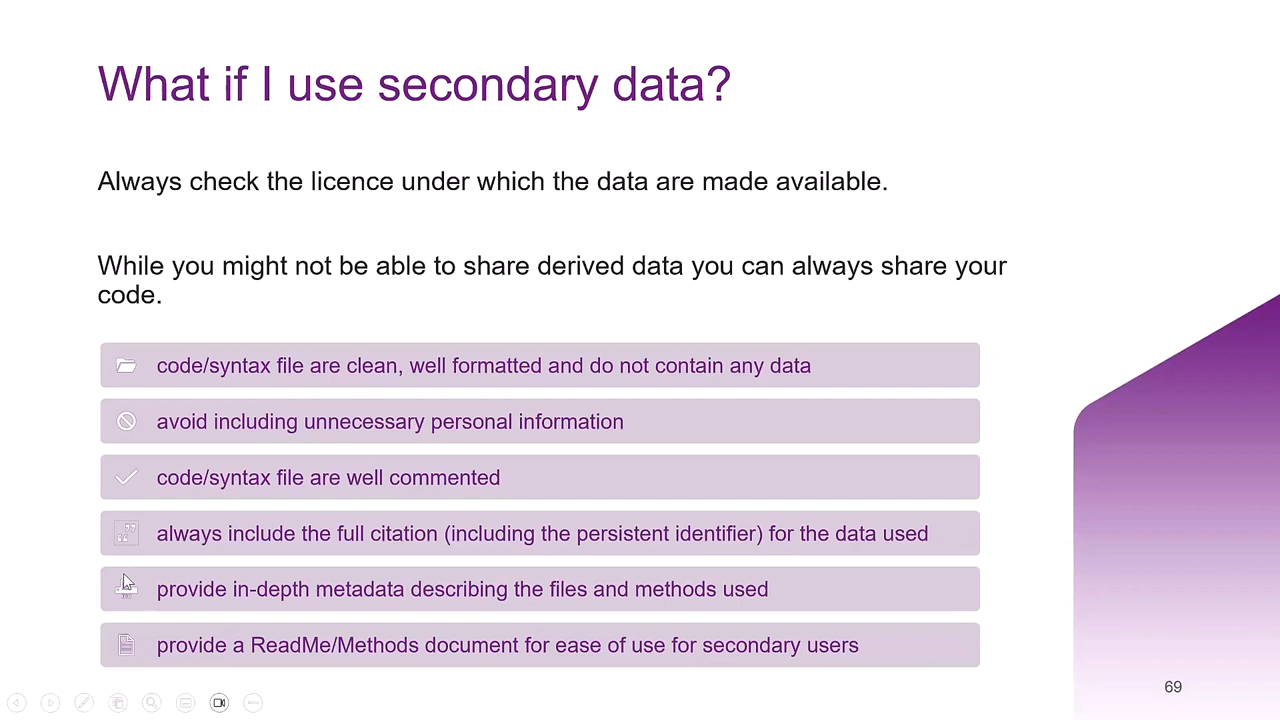 What if I use secondary data?
Always check the licence under which the data are made available.
While you might not be able to share derived data you can always share your
code.
code/syntax file are clean, well formatted and do not contain any data
avoid including unnecessary personal information
code/syntax file are well commented
always include the full citation (including the persistent identifier) for the data used
provide in-depth metadata describing the files and methods used
provide a ReadMe/Methods document for ease of use for secondary users
69